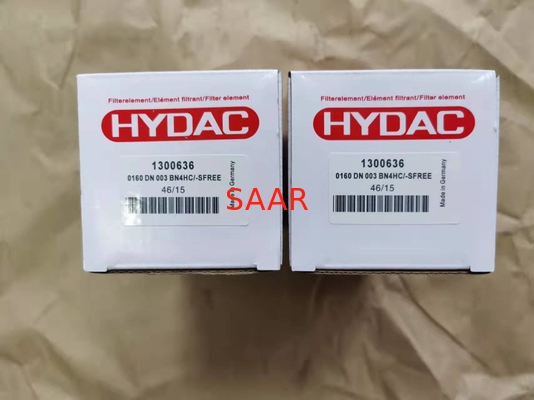 Filterelement/Elément filtrant/Filter element
HYDAC
1300636
0160 DN 003 BN4HC/-SFREE
46/15
Made in Germany
Filterelement/Elément filtrant/Filter element
HYDAC
1300636
0160 DN 003 BN4HC/-SFREE
46/15
Made in Germany
SAAR